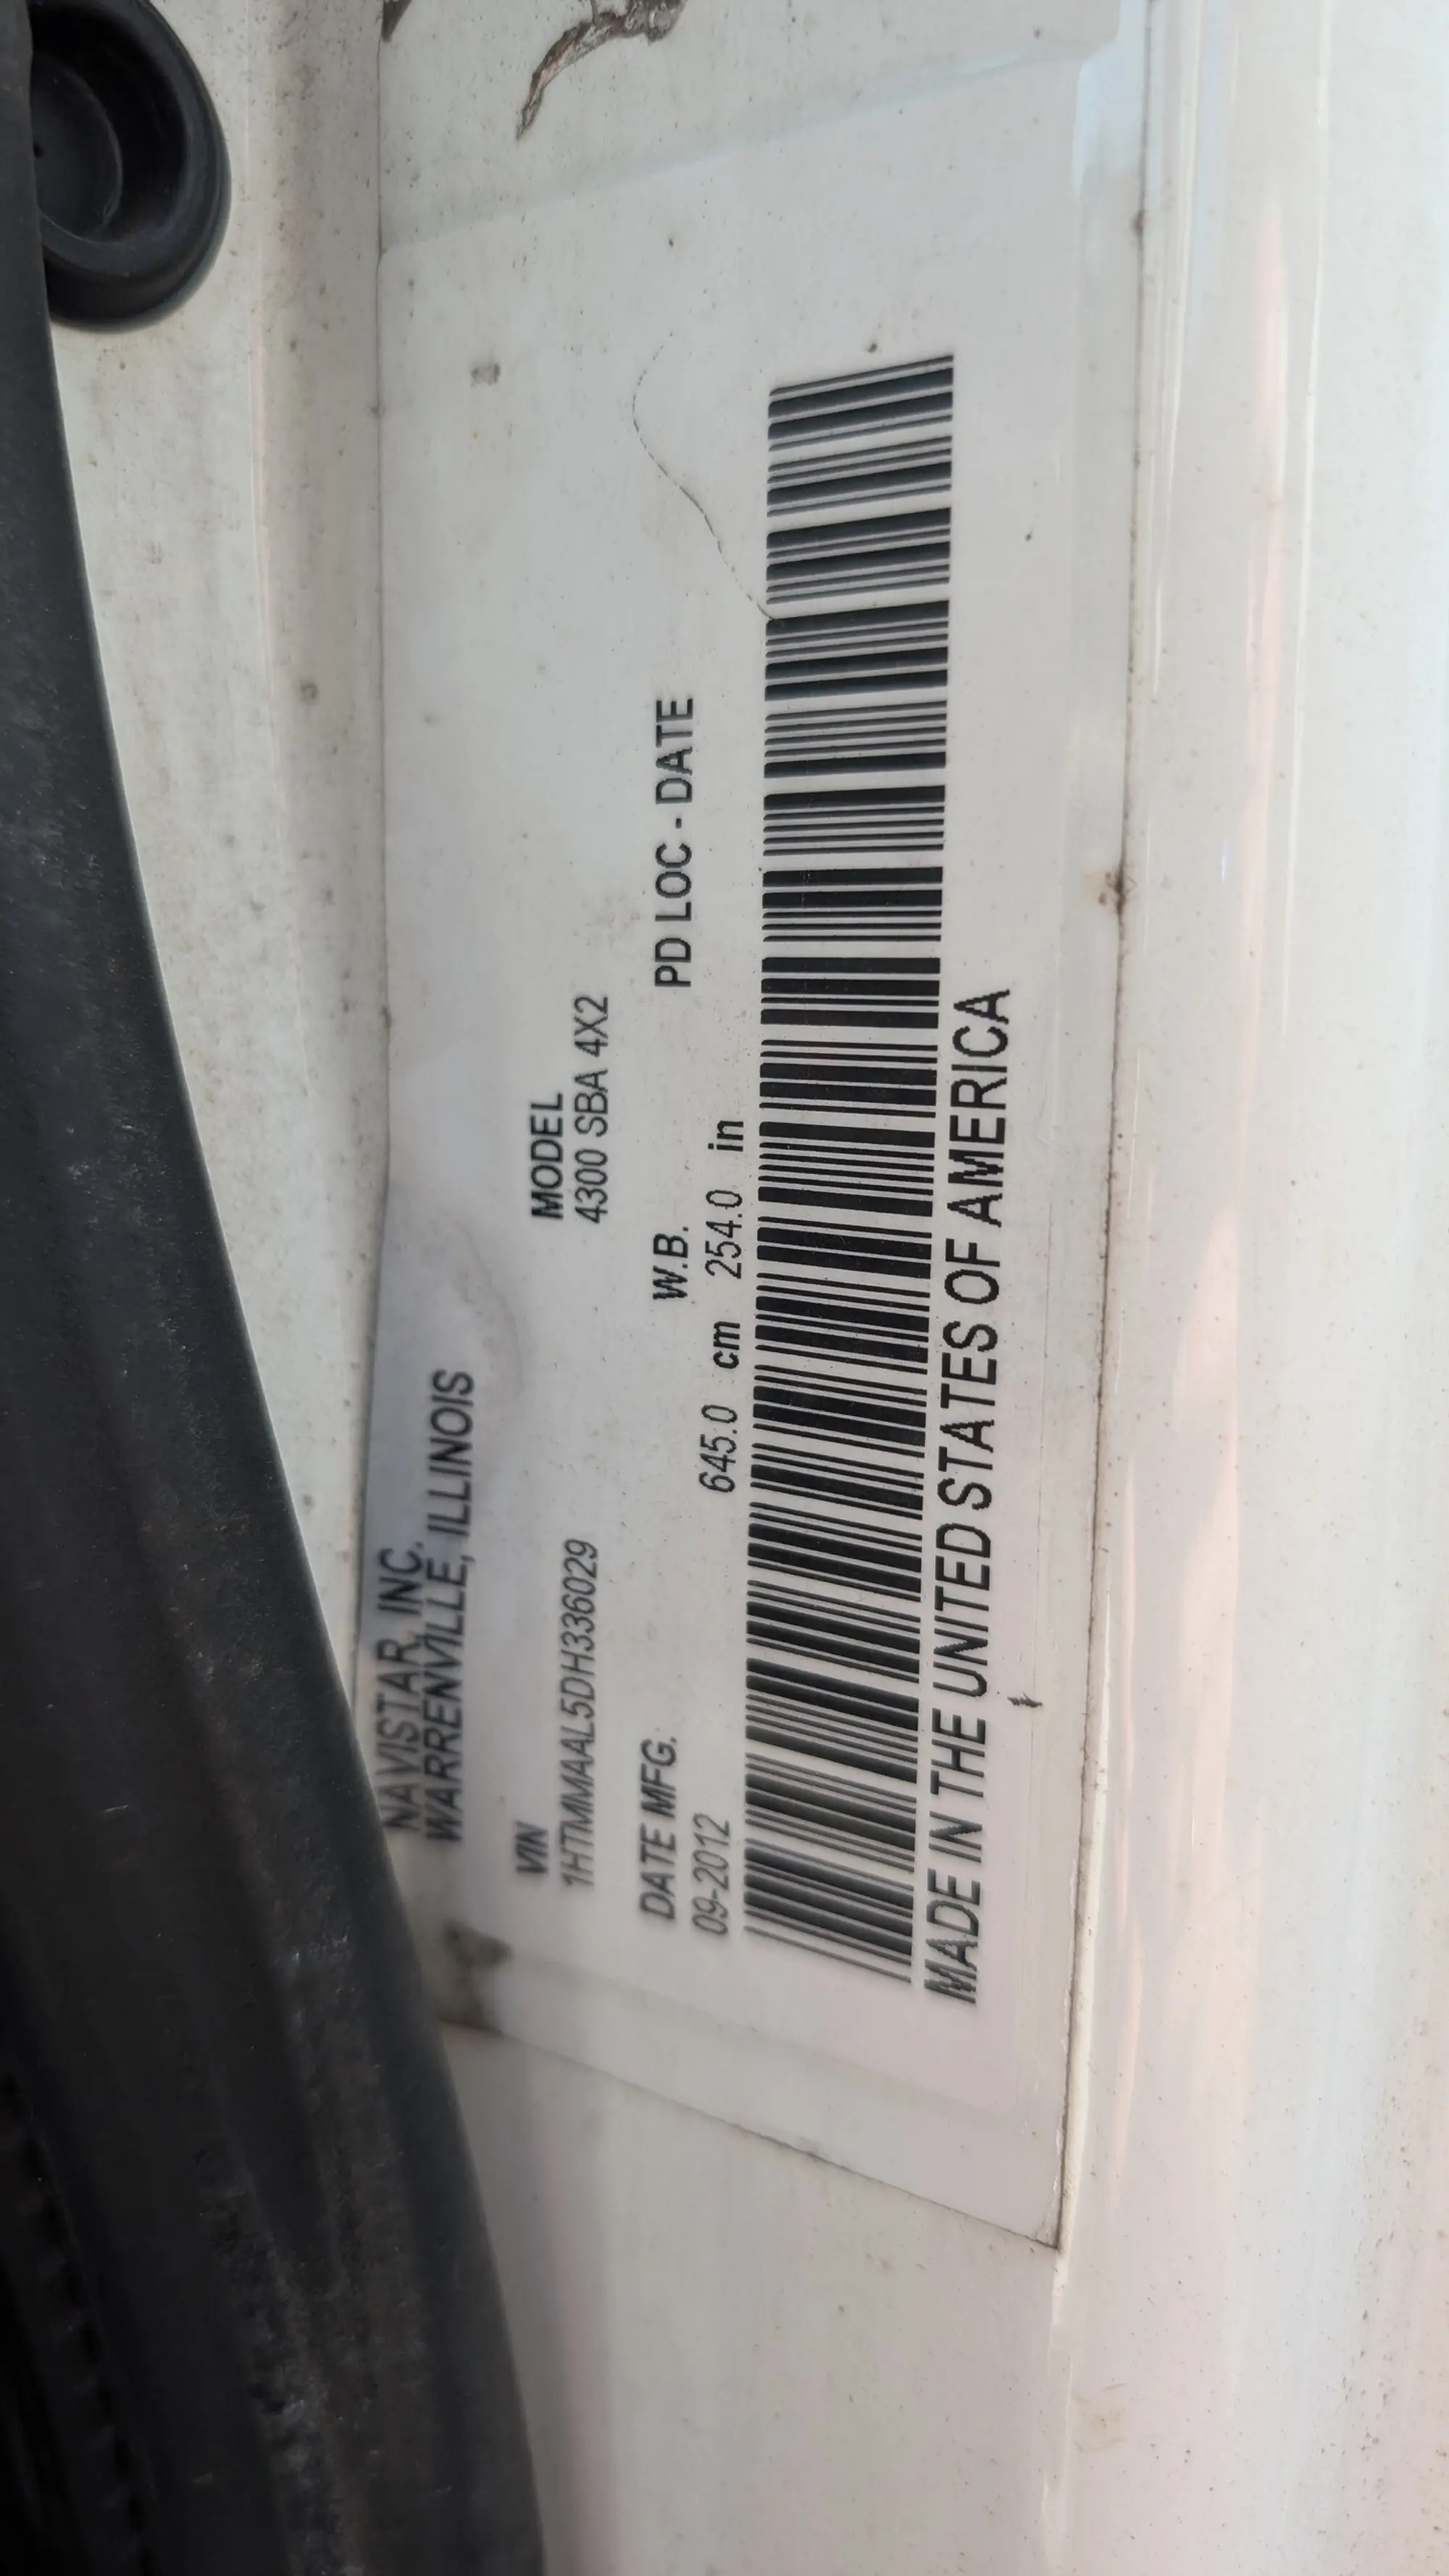 NAVISTAR, INC.
WARRENVILLE, ILLINOIS
VIN MODEL
1HTMMAAL5DH336029 4300 SBA 4X2
DATE MFG. W.B. PD LOC - DATE
09-2012 645.0 cm 254.0 in
MADE IN THE UNITED STATES OF AMERICA